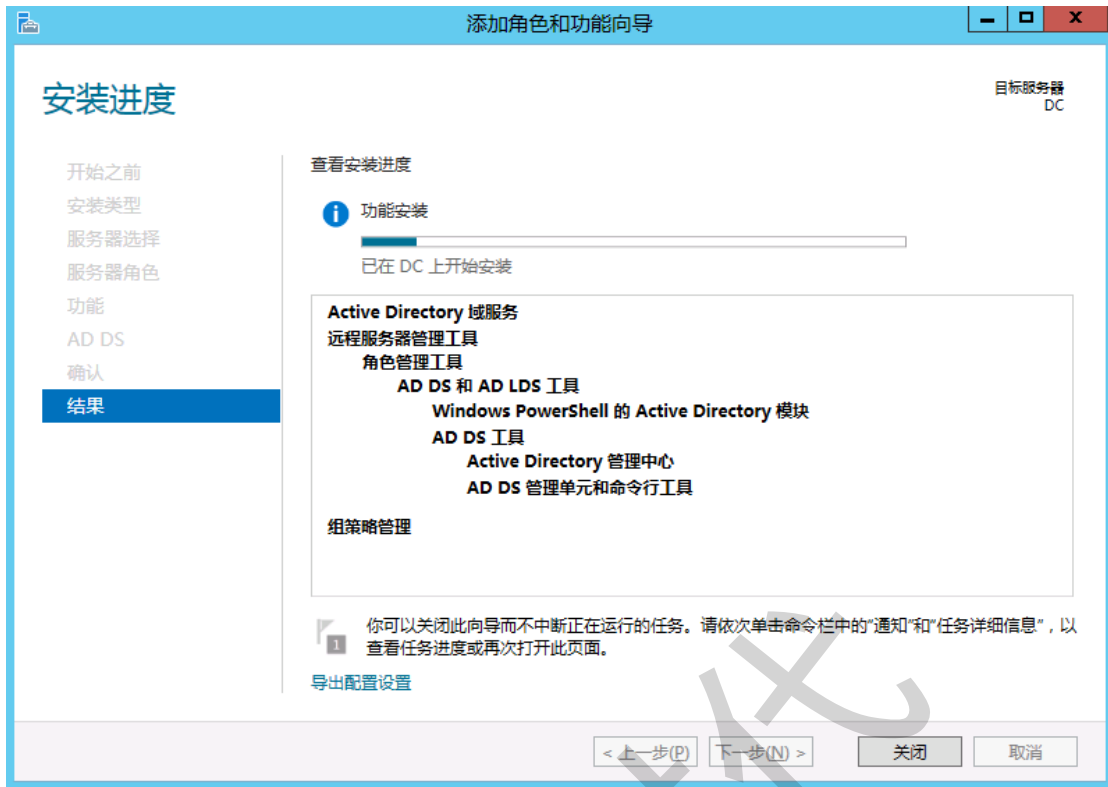 添加角色和功能向导
安装进度
目标服务器
DC
开始之前
安装类型
服务器选择
服务器角色
功能
AD DS
确认
结果
查看安装进度
功能安装
已在 DC 上开始安装
Active Directory 域服务
远程服务器管理工具
角色管理工具
AD DS 和 AD LDS 工具
Windows PowerShell 的 Active Directory 模块
AD DS 工具
Active Directory 管理中心
AD DS 管理单元和命令行工具
组策略管理
1
你可以关闭此向导而不中断正在运行的任务。请依次单击命令栏中的"通知"和"任务详细信息"，以
查看任务进度或再次打开此页面。
导出配置设置
< 上一步(P)
下一步(N) >
关闭
取消
代